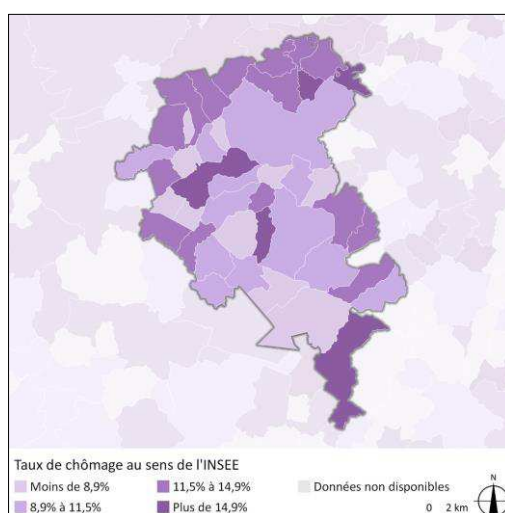 Taux de chômage au sens de l'INSEE
Moins de 8,9%
11,5% à 14,9%
Données non disponibles
N
8,9% à 11,5%
Plus de 14,9%
0 2 km